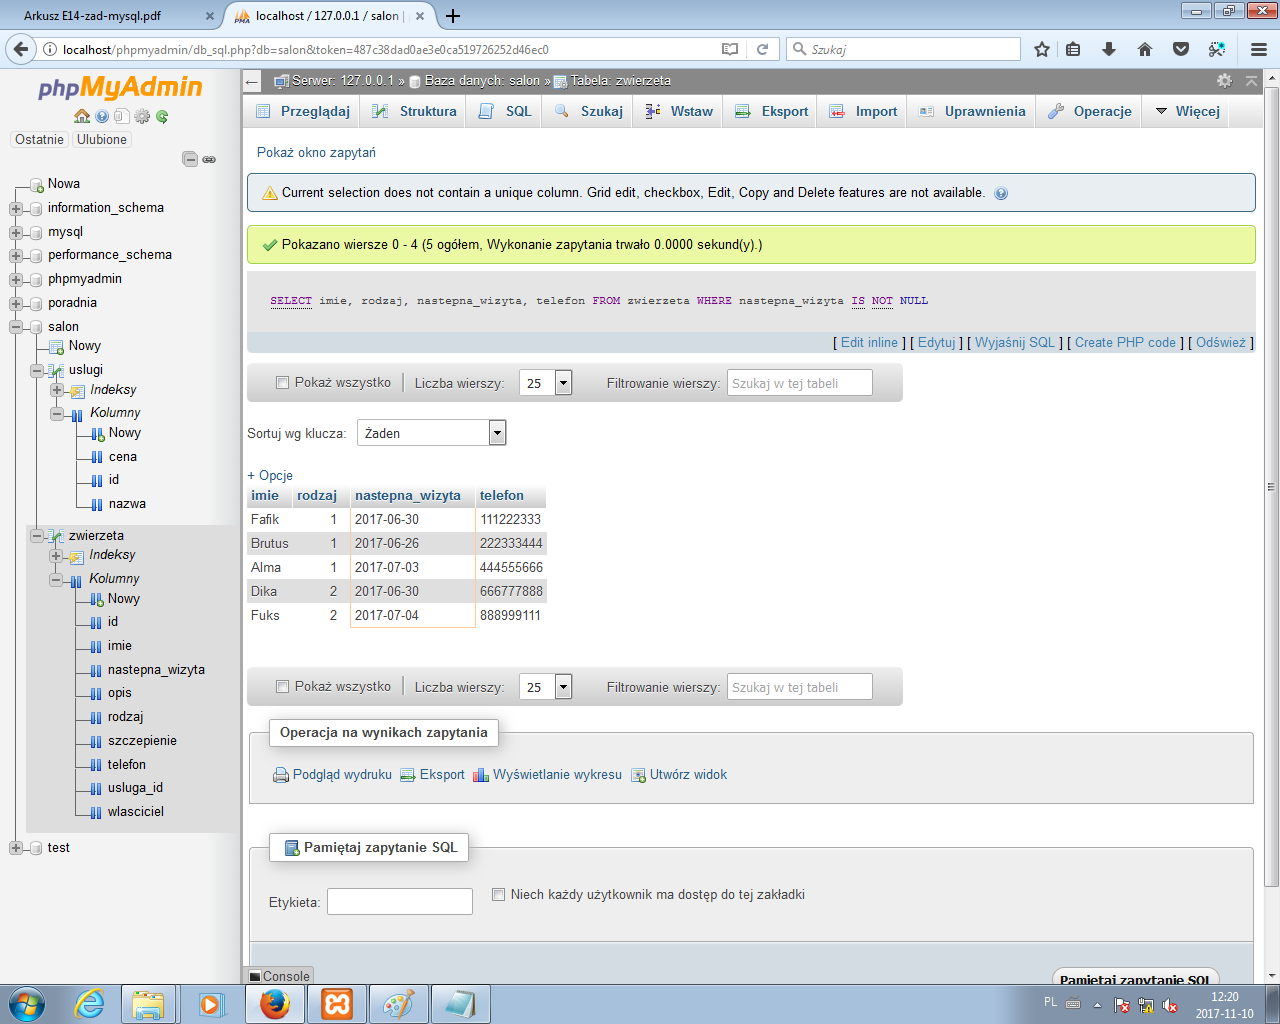 Arkusz E14-zad-mysql.pdf
localhost / 127.0.0.1 / salon |
localhost/phpmyadmin/db_sql.php?db=salon&token=487c38dad0ae3e0ca519726252d46ec0
Szukaj
phpMyAdmin
Ostatnie
Ulubione
Nowa
information_schema
mysql
performance_schema
phpmyadmin
poradnia
salon
Nowy
uslugi
Indeksy
Kolumny
Nowy
cena
id
nazwa
zwierzeta
Indeksy
Kolumny
Nowy
id
imie
nastepna_wizyta
opis
rodzaj
szczepienie
telefon
usluga_id
wlasciciel
test
Serwer: 127.0.0.1 » Baza danych: salon » Tabela: zwierzeta
Przeglądaj Struktura SQL Szukaj Wstaw Eksport Import Uprawnienia Operacje Więcej
Pokaż okno zapytań
Current selection does not contain a unique column. Grid edit, checkbox, Edit, Copy and Delete features are not available.
Pokazano wiersze 0 - 4 (5 ogółem, Wykonanie zapytania trwało 0.0000 sekund(y).)
SELECT imie, rodzaj, nastepna_wizyta, telefon FROM zwierzeta WHERE nastepna_wizyta IS NOT NULL
[ Edit inline ] [ Edytuj ] [ Wyjaśnij SQL ] [ Create PHP code ] [ Odśwież ]
Pokaż wszystko Liczba wierszy: 25 Filtrowanie wierszy: Szukaj w tej tabeli
Sortuj wg klucza: Żaden
+ Opcje
imie rodzaj nastepna_wizyta telefon
Fafik 1 2017-06-30 111222333
Brutus 1 2017-06-26 222333444
Alma 1 2017-07-03 444555666
Dika 2 2017-06-30 666777888
Fuks 2 2017-07-04 888999111
Pokaż wszystko Liczba wierszy: 25 Filtrowanie wierszy: Szukaj w tej tabeli
Operacja na wynikach zapytania
Podgląd wydruku Eksport Wyświetlanie wykresu Utwórz widok
Pamiętaj zapytanie SQL
Etykieta: Niech każdy użytkownik ma dostęp do tej zakładki
Pamiętaj zapytanie SQL
Console
PL
12:20
2017-11-10